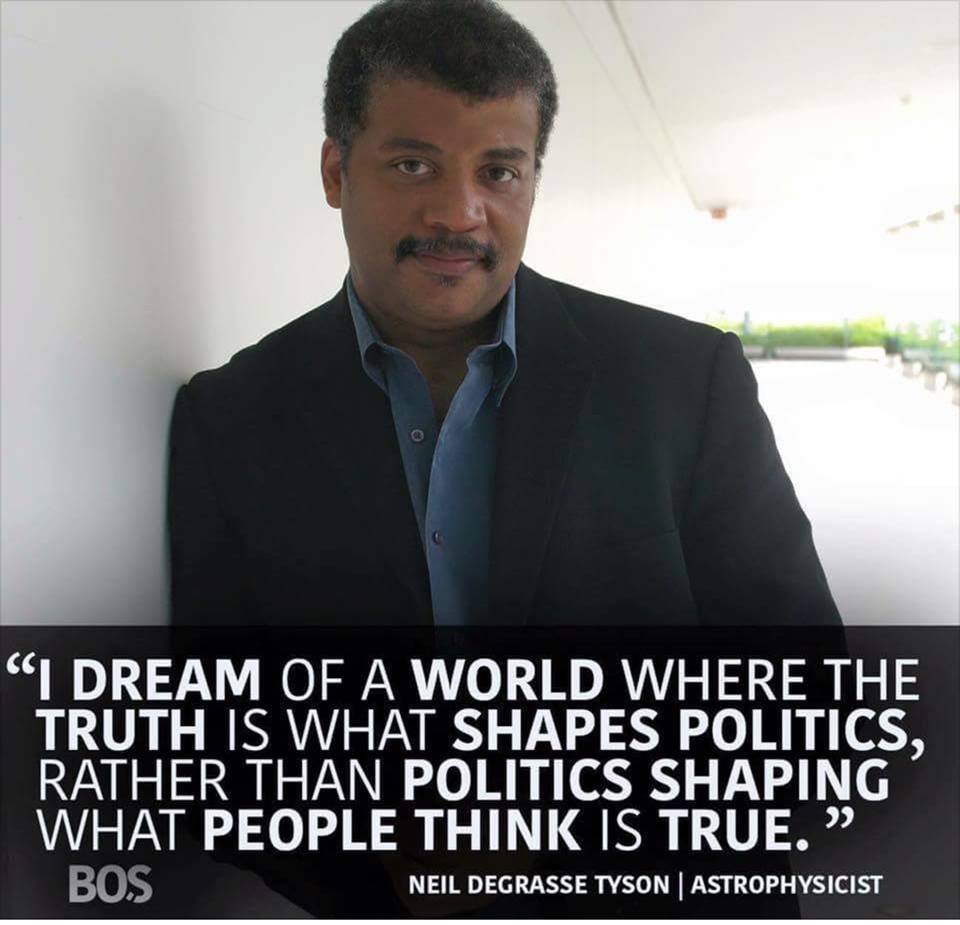 “I DREAM OF A WORLD WHERE THE
TRUTH IS WHAT SHAPES POLITICS,
RATHER THAN POLITICS SHAPING
WHAT PEOPLE THINK IS TRUE. ”
BOS
NEIL DEGRASSE TYSON | ASTROPHYSICIST